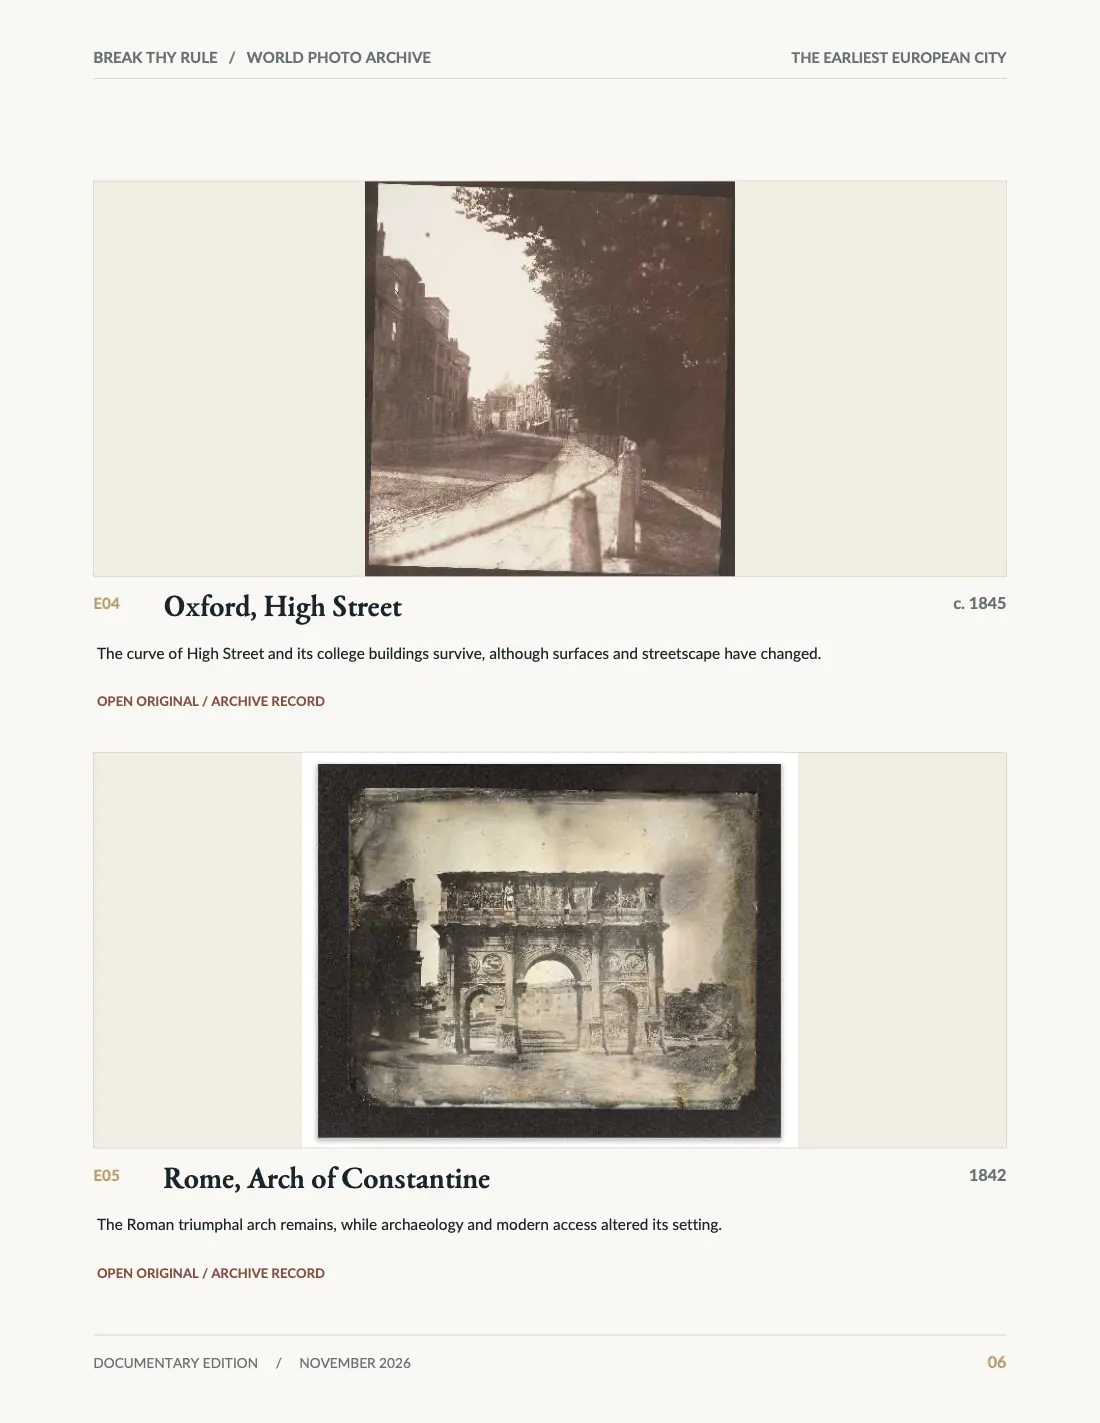 BREAK THY RULE / WORLD PHOTO ARCHIVE
THE EARLIEST EUROPEAN CITY
E04 Oxford, High Street c. 1845
The curve of High Street and its college buildings survive, although surfaces and streetscape have changed.
OPEN ORIGINAL / ARCHIVE RECORD
E05 Rome, Arch of Constantine 1842
The Roman triumphal arch remains, while archaeology and modern access altered its setting.
OPEN ORIGINAL / ARCHIVE RECORD
DOCUMENTARY EDITION / NOVEMBER 2026 06